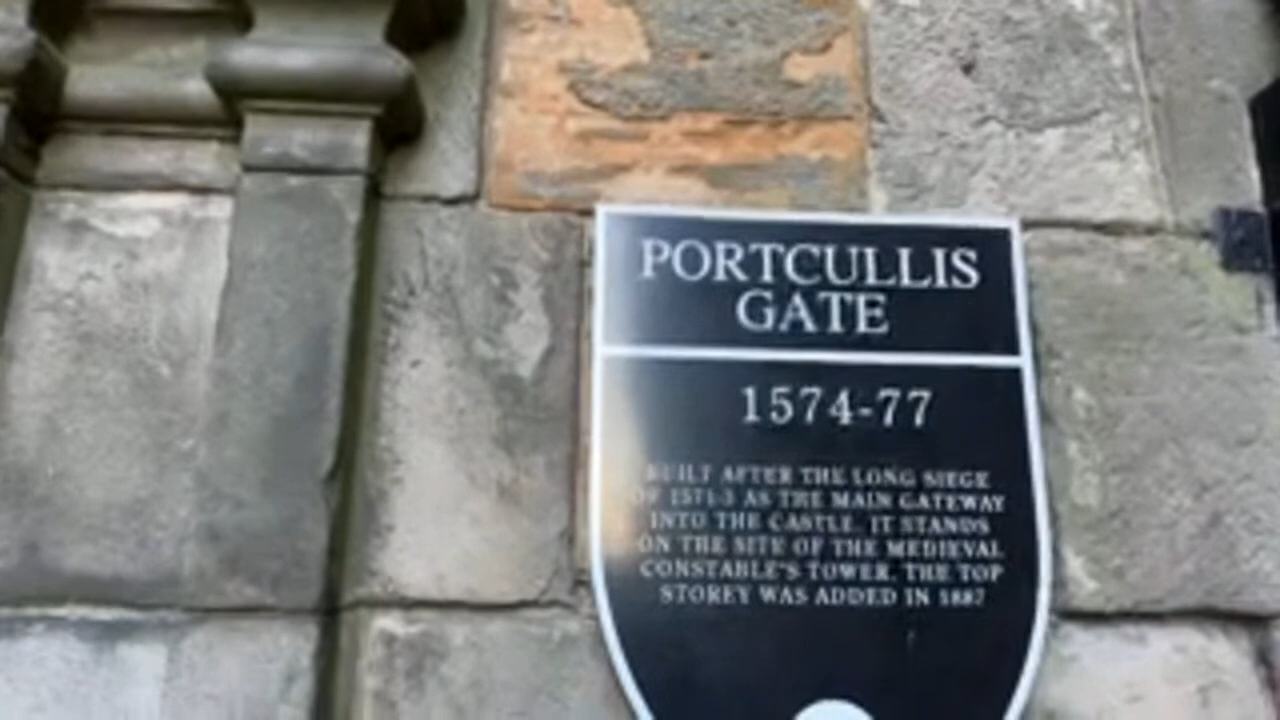 PORTCULLIS
GATE
1574-77
BUILT AFTER THE LONG SIEGE
OF 1571-3 AS THE MAIN GATEWAY
INTO THE CASTLE. IT STANDS
ON THE SITE OF THE MEDIEVAL
CONSTABLE'S TOWER. THE TOP
STOREY WAS ADDED IN 1887